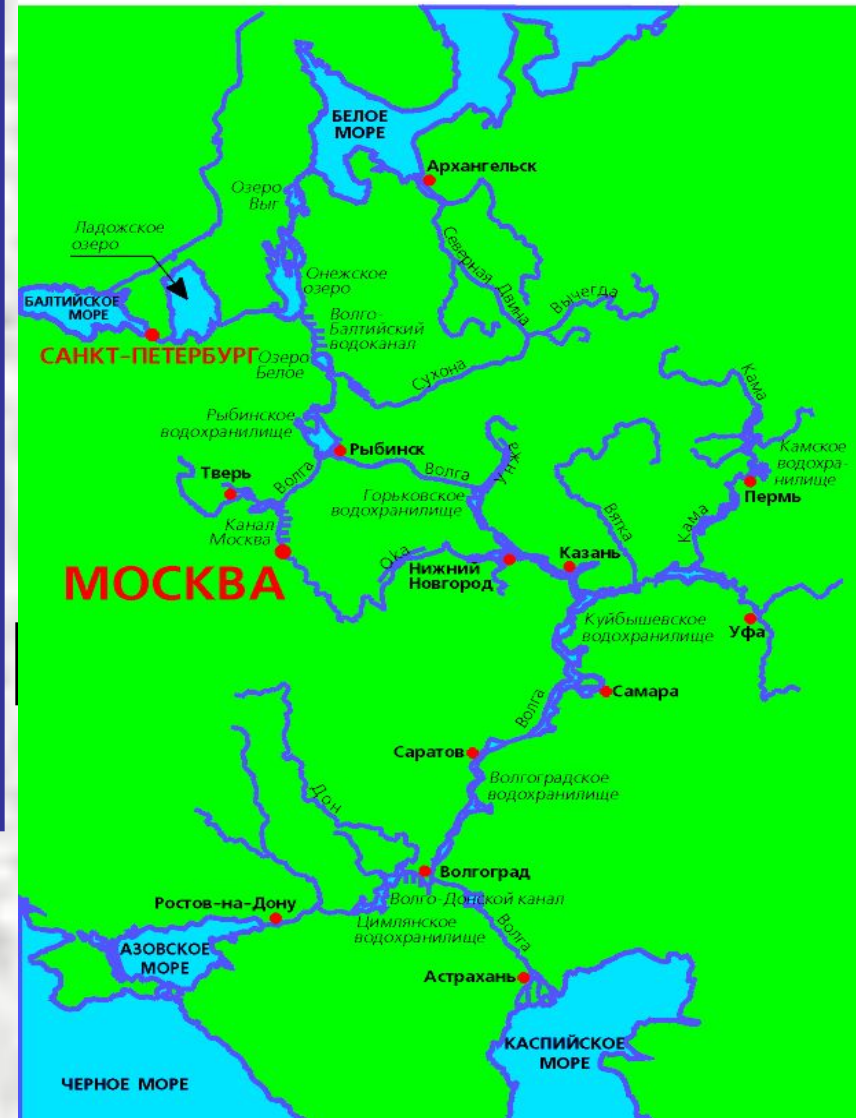 БЕЛОЕ
МОРЕ
Архангельск
Озеро
Выг
Ладожское
озеро
Северная Двина
Онежское
озеро
Вычегда
БАЛТИЙСКОЕ
МОРЕ
Волго-
Балтийский
водоканал
САНКТ-ПЕТЕРБУРГ
Озеро
Белое
Сухона
Кама
Рыбинское
водохранилище
Рыбинск
Унжа
Камское
водохра-
нилище
Тверь
Волга
Волга
Горьковское
водохранилище
Пермь
Канал
Москва
Вятка
Кама
Oka
Нижний
Новгород
Казань
МОСКВА
Куйбышевское
водохранилище
Уфа
Самара
Волга
Саратов
Волгоградское
водохранилище
Дон
Волгоград
Волго-Донской канал
Ростов-на-Дону
Цимлянское
водохранилище
Волга
АЗОВСКОЕ
МОРЕ
Астрахань
КАСПИЙСКОЕ
МОРЕ
ЧЕРНОЕ МОРЕ